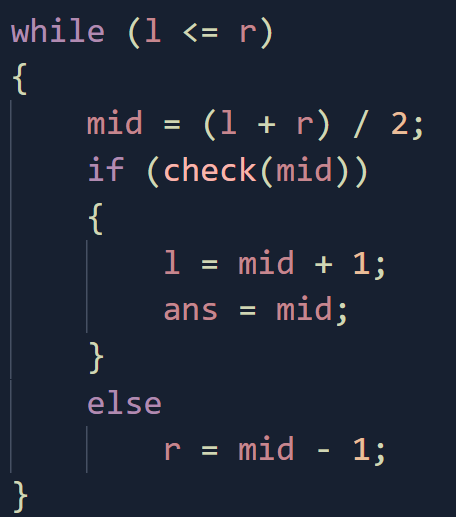 while (l <= r)
{
    mid = (l + r) / 2;
    if (check(mid))
    {
        l = mid + 1;
        ans = mid;
    }
    else
        r = mid - 1;
}